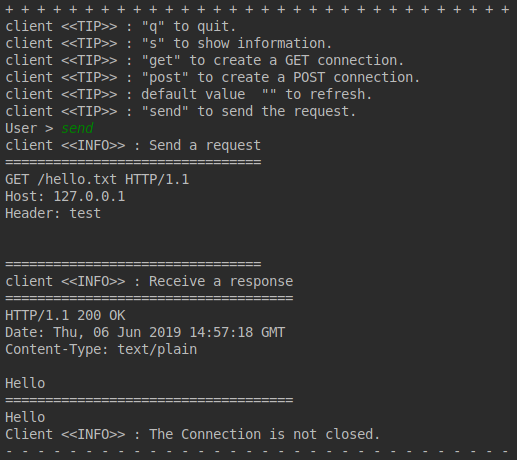 + + + + + + + + + + + + + + + + + + + + + + + + + + + + + + + +
client <<TIP>> : "q" to quit.
client <<TIP>> : "s" to show information.
client <<TIP>> : "get" to create a GET connection.
client <<TIP>> : "post" to create a POST connection.
client <<TIP>> : default value  "" to refresh.
client <<TIP>> : "send" to send the request.
User > send
client <<INFO>> : Send a request
================================
GET /hello.txt HTTP/1.1
Host: 127.0.0.1
Header: test
================================
client <<INFO>> : Receive a response
====================================
HTTP/1.1 200 OK
Date: Thu, 06 Jun 2019 14:57:18 GMT
Content-Type: text/plain
Hello
====================================
Hello
Client <<INFO>> : The Connection is not closed.
- - - - - - - - - - - - - - - - - - - - - - - - - - - - - - - -